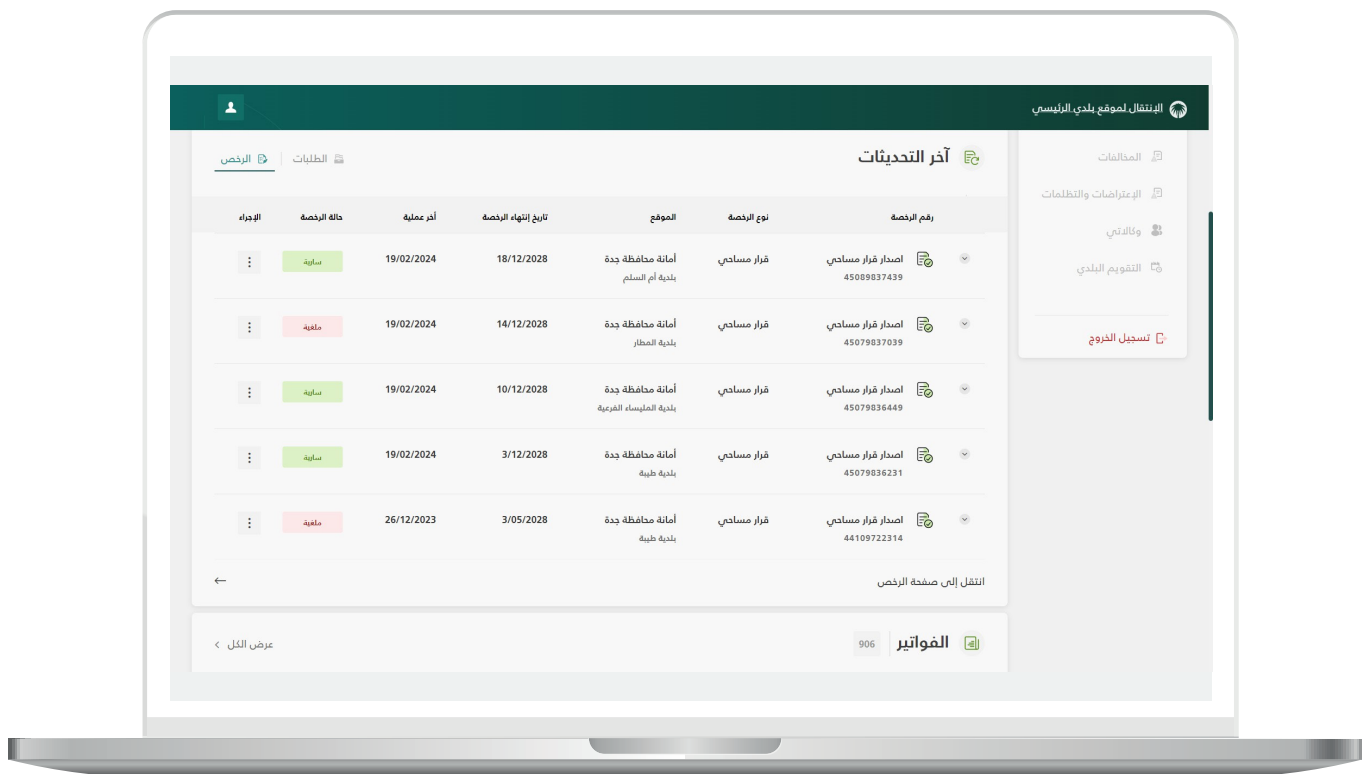 الإنتقال لموقع بلدي الرئيسي
المخالفات
الإعتراضات والتظلمات
وكالاتي
التقويم البلدي
تسجيل الخروج
آخر التحديثات
الطلبات
الرخص
رقم الرخصة نوع الرخصة الموقع تاريخ إنتهاء الرخصة أخر عملية حالة الرخصة الإجراء
اصدار قرار مساحي قرار مساحي أمانة محافظة جدة 18/12/2028 19/02/2024 سارية
45089837439 بلدية أم السلم
اصدار قرار مساحي قرار مساحي أمانة محافظة جدة 14/12/2028 19/02/2024 ملغية
45079837039 بلدية المطار
اصدار قرار مساحي قرار مساحي أمانة محافظة جدة 10/12/2028 19/02/2024 سارية
45079836449 بلدية المليساء الفرعية
اصدار قرار مساحي قرار مساحي أمانة محافظة جدة 3/12/2028 19/02/2024 سارية
45079836231 بلدية طيبة
اصدار قرار مساحي قرار مساحي أمانة محافظة جدة 3/05/2028 26/12/2023 ملغية
44109722314 بلدية طيبة
انتقل إلى صفحة الرخص
الفواتير 906
عرض الكل